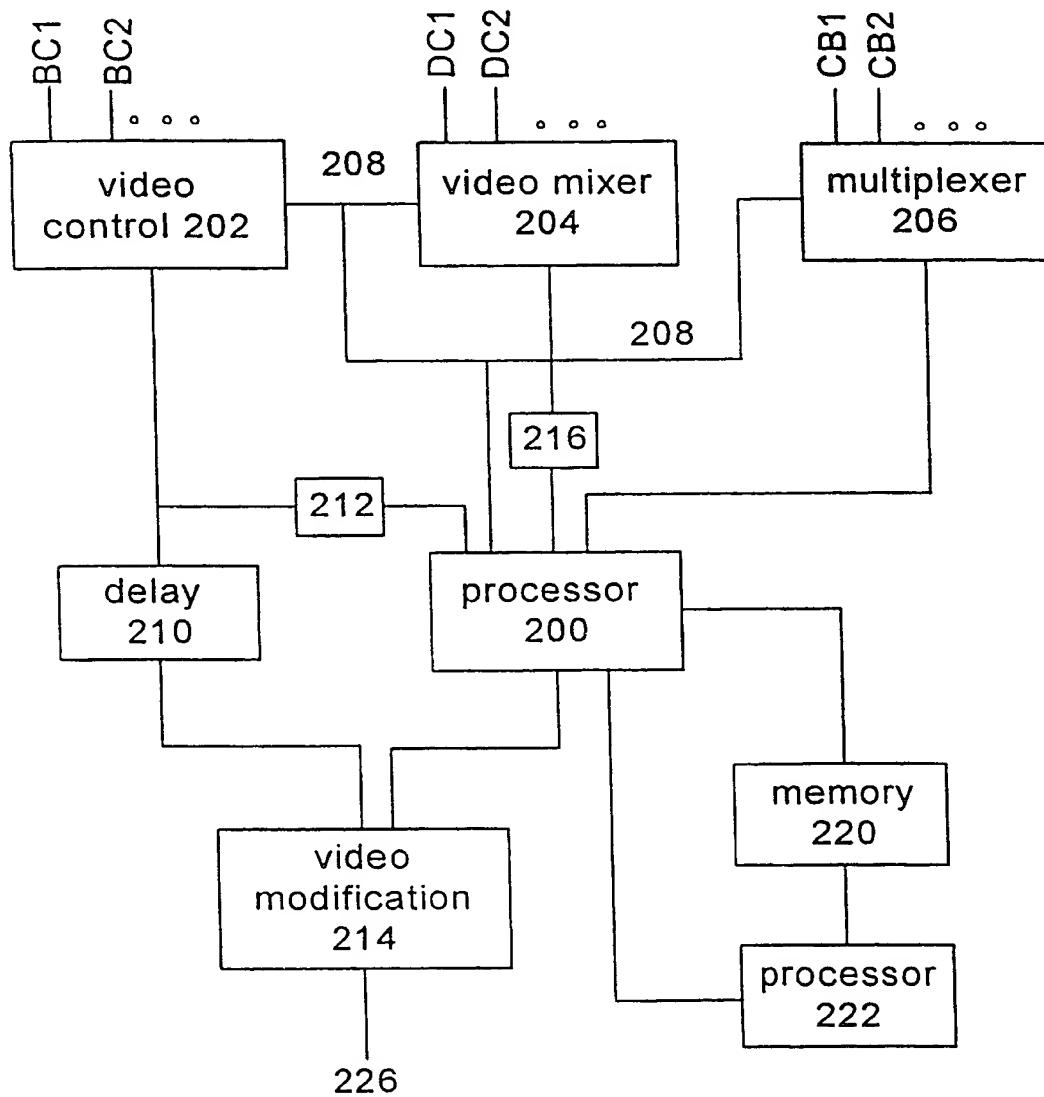 BC1
BC2
DC1
DC2
CB1
CB2
video
control 202
208
video mixer
204
multiplexer
206
208
216
212
delay
210
processor
200
memory
220
video
modification
214
processor
222
226